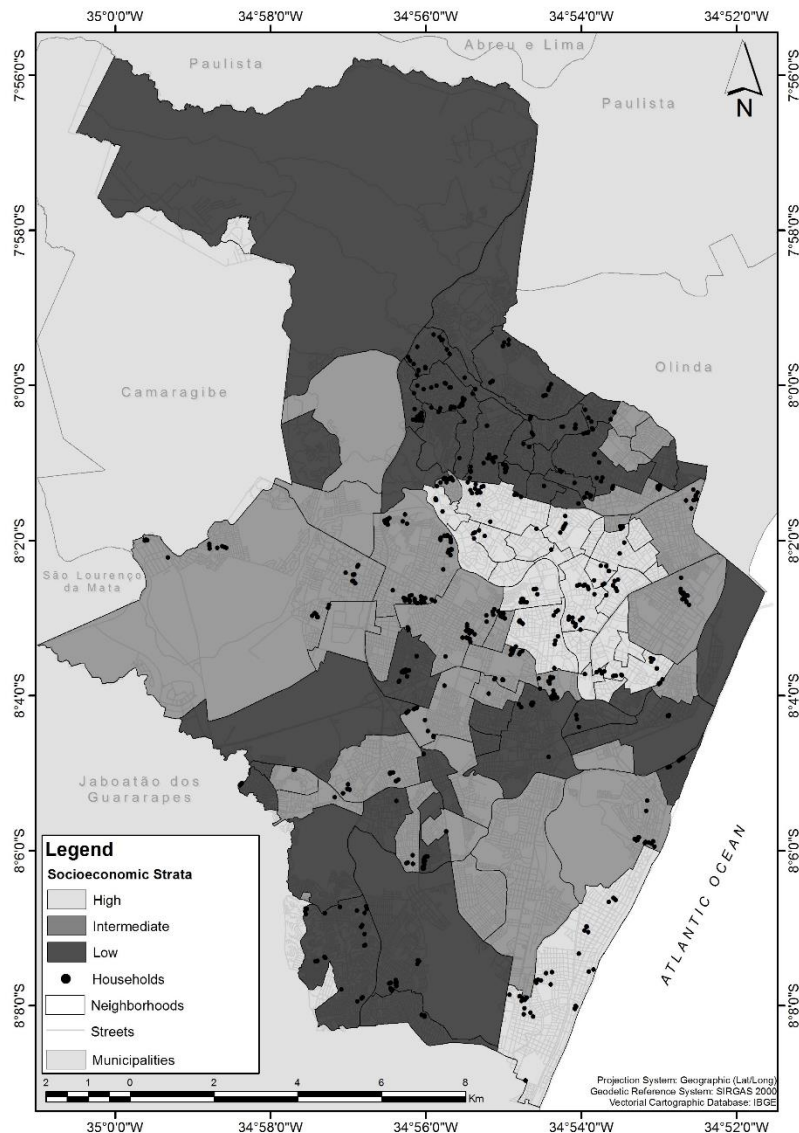 35°0'0"W 34°58'0"W 34°56'0"W 34°54'0"W 34°52'0"W
7°56'0"S
7°58'0"S
8°0'0"S
8°2'0"S
8°4'0"S
8°6'0"S
8°8'0"S
7°56'0"S
7°58'0"S
8°0'0"S
8°2'0"S
8°4'0"S
8°6'0"S
8°8'0"S
Abreu e Lima
Paulista
Paulista
N
Olinda
Camaragibe
São Lourenço
da Mata
Jaboatão dos
Guararapes
ATLANTIC OCEAN
Legend
Socioeconomic Strata
High
Intermediate
Low
Households
Neighborhoods
Streets
Municipalities
2 1 0 2 4 6 8
Km
Projection System: Geographic (Lat/Long)
Geodetic Reference System: SIRGAS 2000
Vectorial Cartographic Database: IBGE
35°0'0"W 34°58'0"W 34°56'0"W 34°54'0"W 34°52'0"W